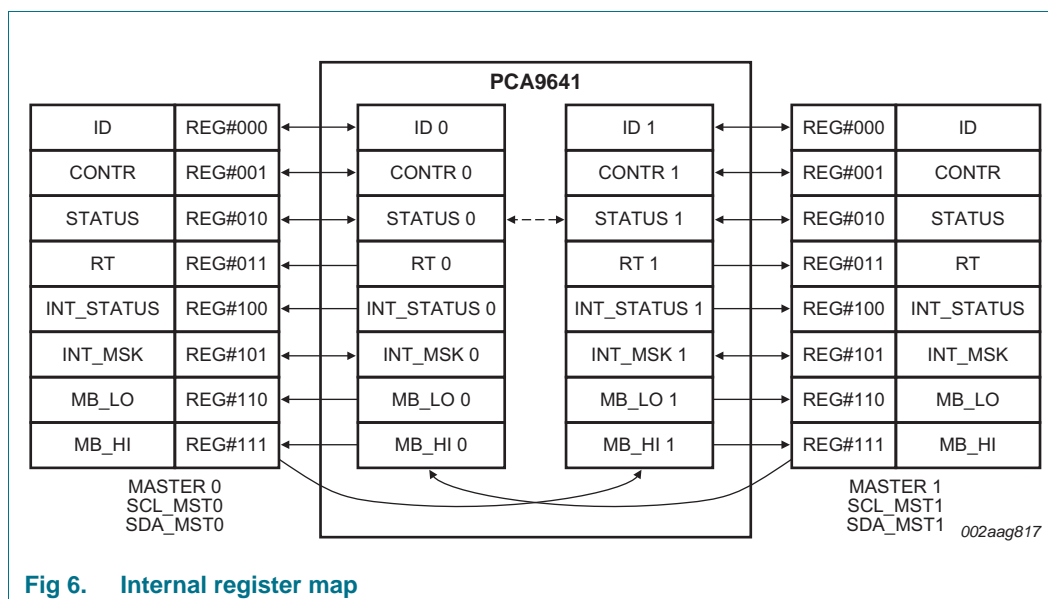 PCA9641
ID REG#000 ID 0 ID 1 REG#000 ID
CONTR REG#001 CONTR 0 CONTR 1 REG#001 CONTR
STATUS REG#010 STATUS 0 STATUS 1 REG#010 STATUS
RT REG#011 RT 0 RT 1 REG#011 RT
INT_STATUS REG#100 INT_STATUS 0 INT_STATUS 1 REG#100 INT_STATUS
INT_MSK REG#101 INT_MSK 0 INT_MSK 1 REG#101 INT_MSK
MB_LO REG#110 MB_LO 0 MB_LO 1 REG#110 MB_LO
MB_HI REG#111 MB_HI 0 MB_HI 1 REG#111 MB_HI
MASTER 0
SCL_MST0
SDA_MST0
MASTER 1
SCL_MST1
SDA_MST1
002aag817
Fig 6. Internal register map